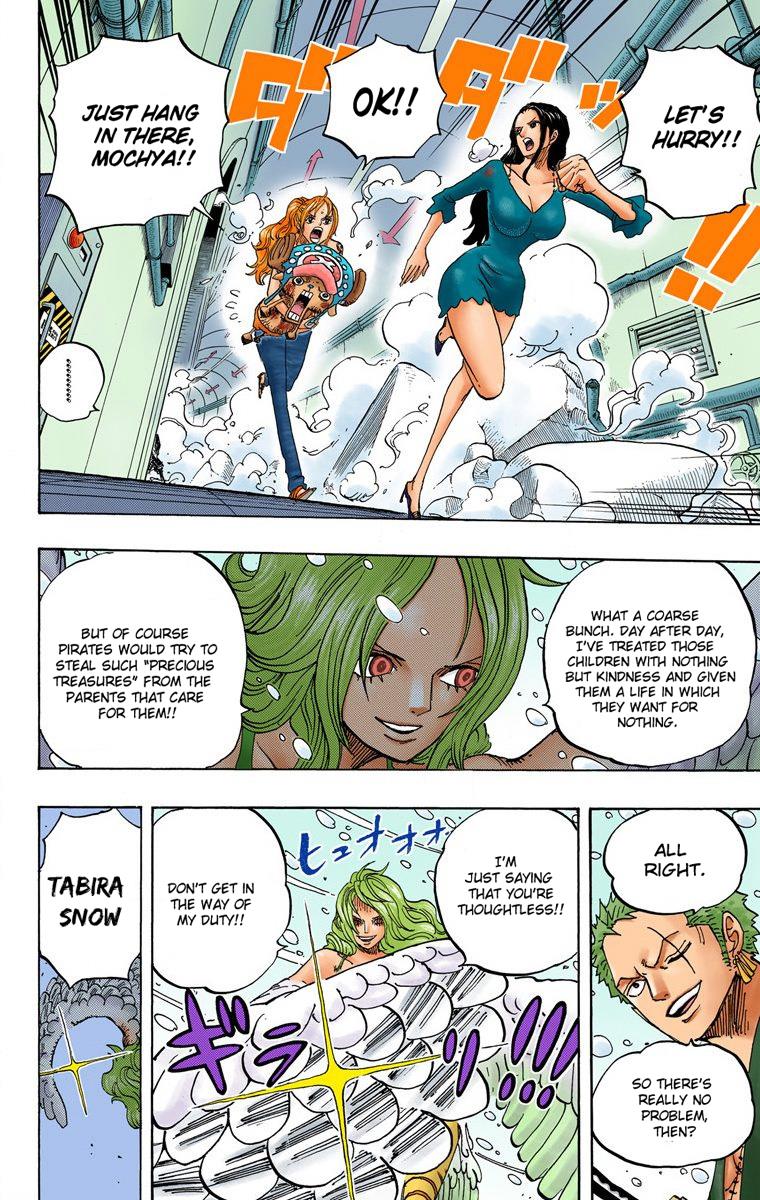 LET'S
HURRY!!
OK!!
JUST HANG
IN THERE,
MOCHYA!!
ダ
ダッ
!!
WHAT A COARSE
BUNCH. DAY AFTER DAY,
I'VE TREATED THOSE
CHILDREN WITH NOTHING
BUT KINDNESS AND GIVEN
THEM A LIFE IN WHICH
THEY WANT FOR
NOTHING.
BUT OF COURSE
PIRATES WOULD TRY TO
STEAL SUCH "PRECIOUS
TREASURES" FROM THE
PARENTS THAT CARE
FOR THEM!!
ALL
RIGHT.
SO THERE'S
REALLY NO
PROBLEM,
THEN?
I'M
JUST SAYING
THAT YOU'RE
THOUGHTLESS!!
ヒュオオオ
DON'T GET IN
THE WAY OF
MY DUTY!!
ギラッ!!!
TABIRA
SNOW